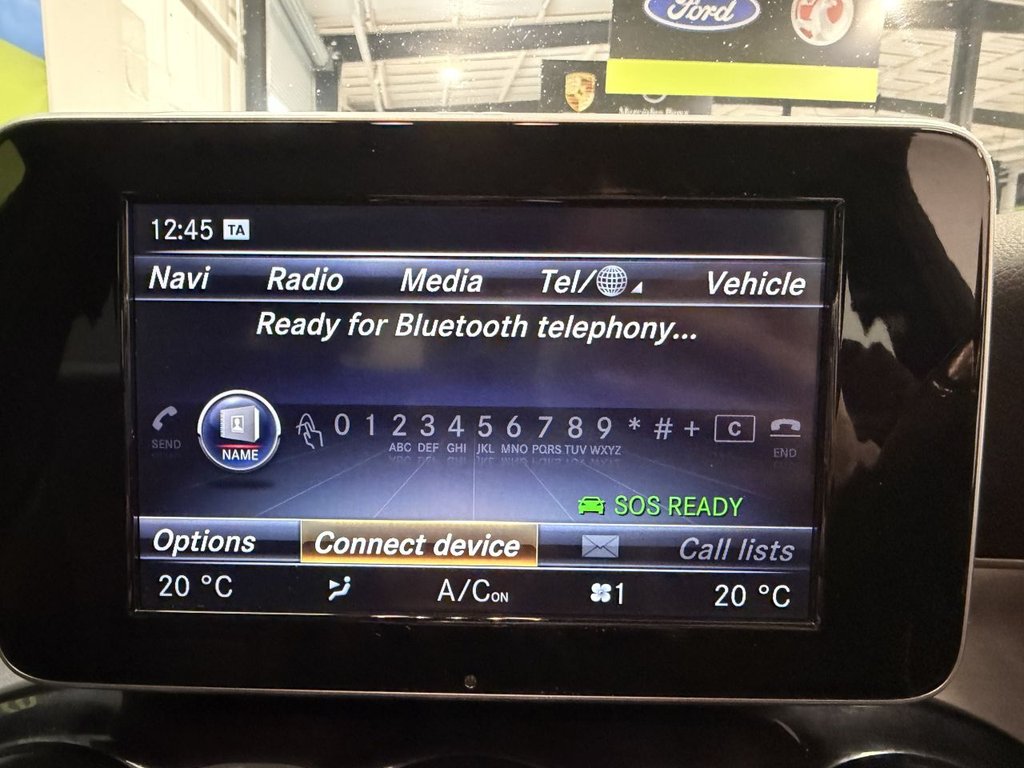 Ford
12:45 TA
Navi Radio Media Tel/ Vehicle
Ready for Bluetooth telephony...
SEND NAME 0 1 2 3 4 5 6 7 8 9 * # + C END
ABC DEF GHI JKL MNO PQRS TUV WXYZ
SOS READY
Options Connect device Call lists
20 °C A/C ON 1 20 °C